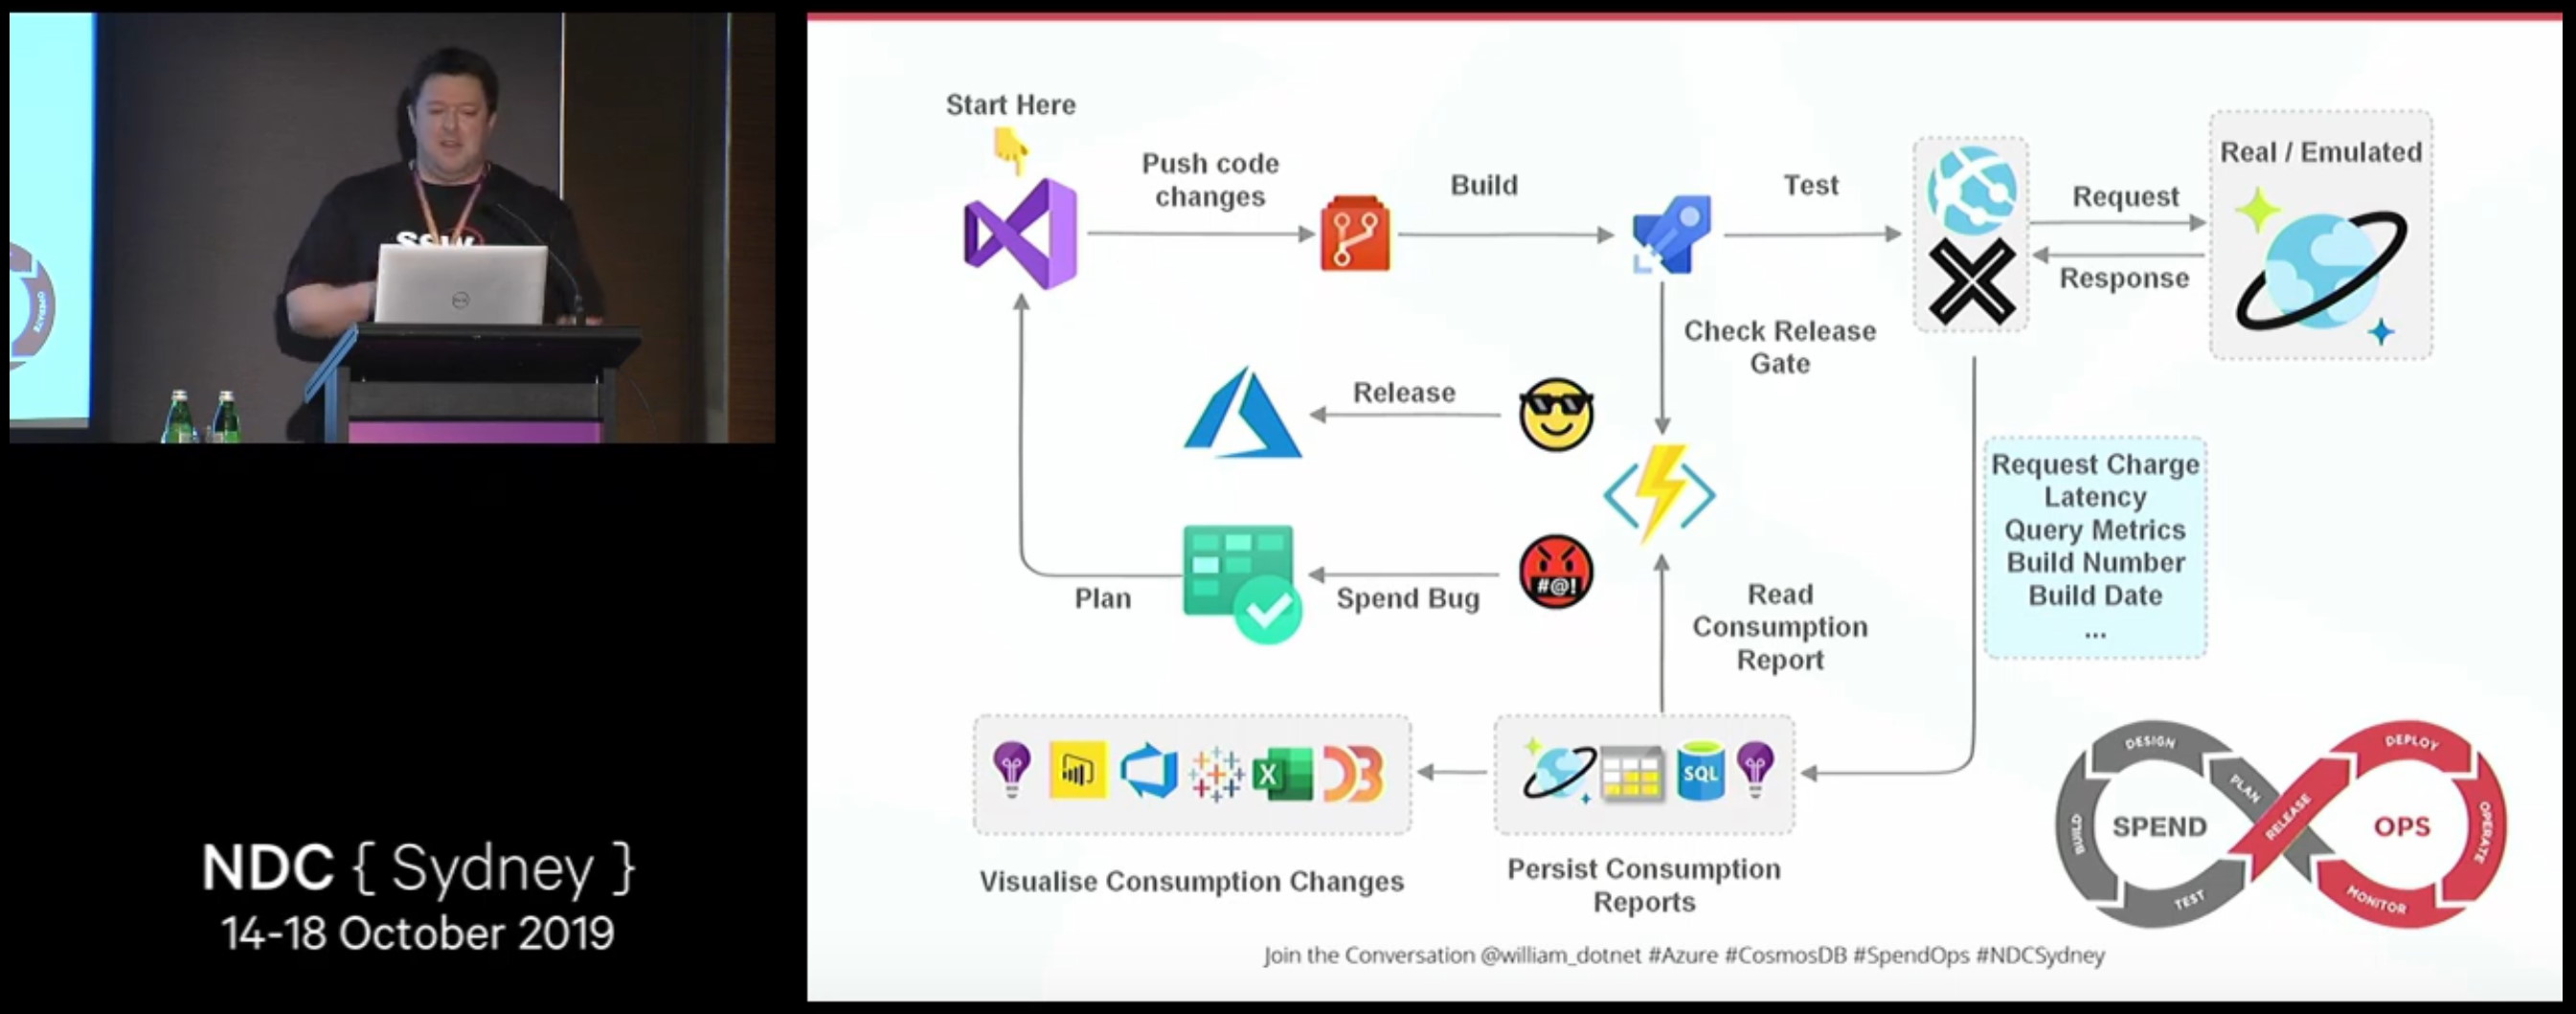 SSW
OPERATE
NDC { Sydney }
14-18 October 2019
Start Here
Push code
changes
Build
Test
Request
Response
Real / Emulated
Check Release
Gate
Release
#@!
Spend Bug
Plan
Request Charge
Latency
Query Metrics
Build Number
Build Date
...
Read
Consumption
Report
X
SQL
Visualise Consumption Changes
Persist Consumption
Reports
DESIGN
PLAN
BUILD
TEST
SPEND
RELEASE
DEPLOY
OPERATE
MONITOR
OPS
Join the Conversation @william_dotnet #Azure #CosmosDB #SpendOps #NDCSydney